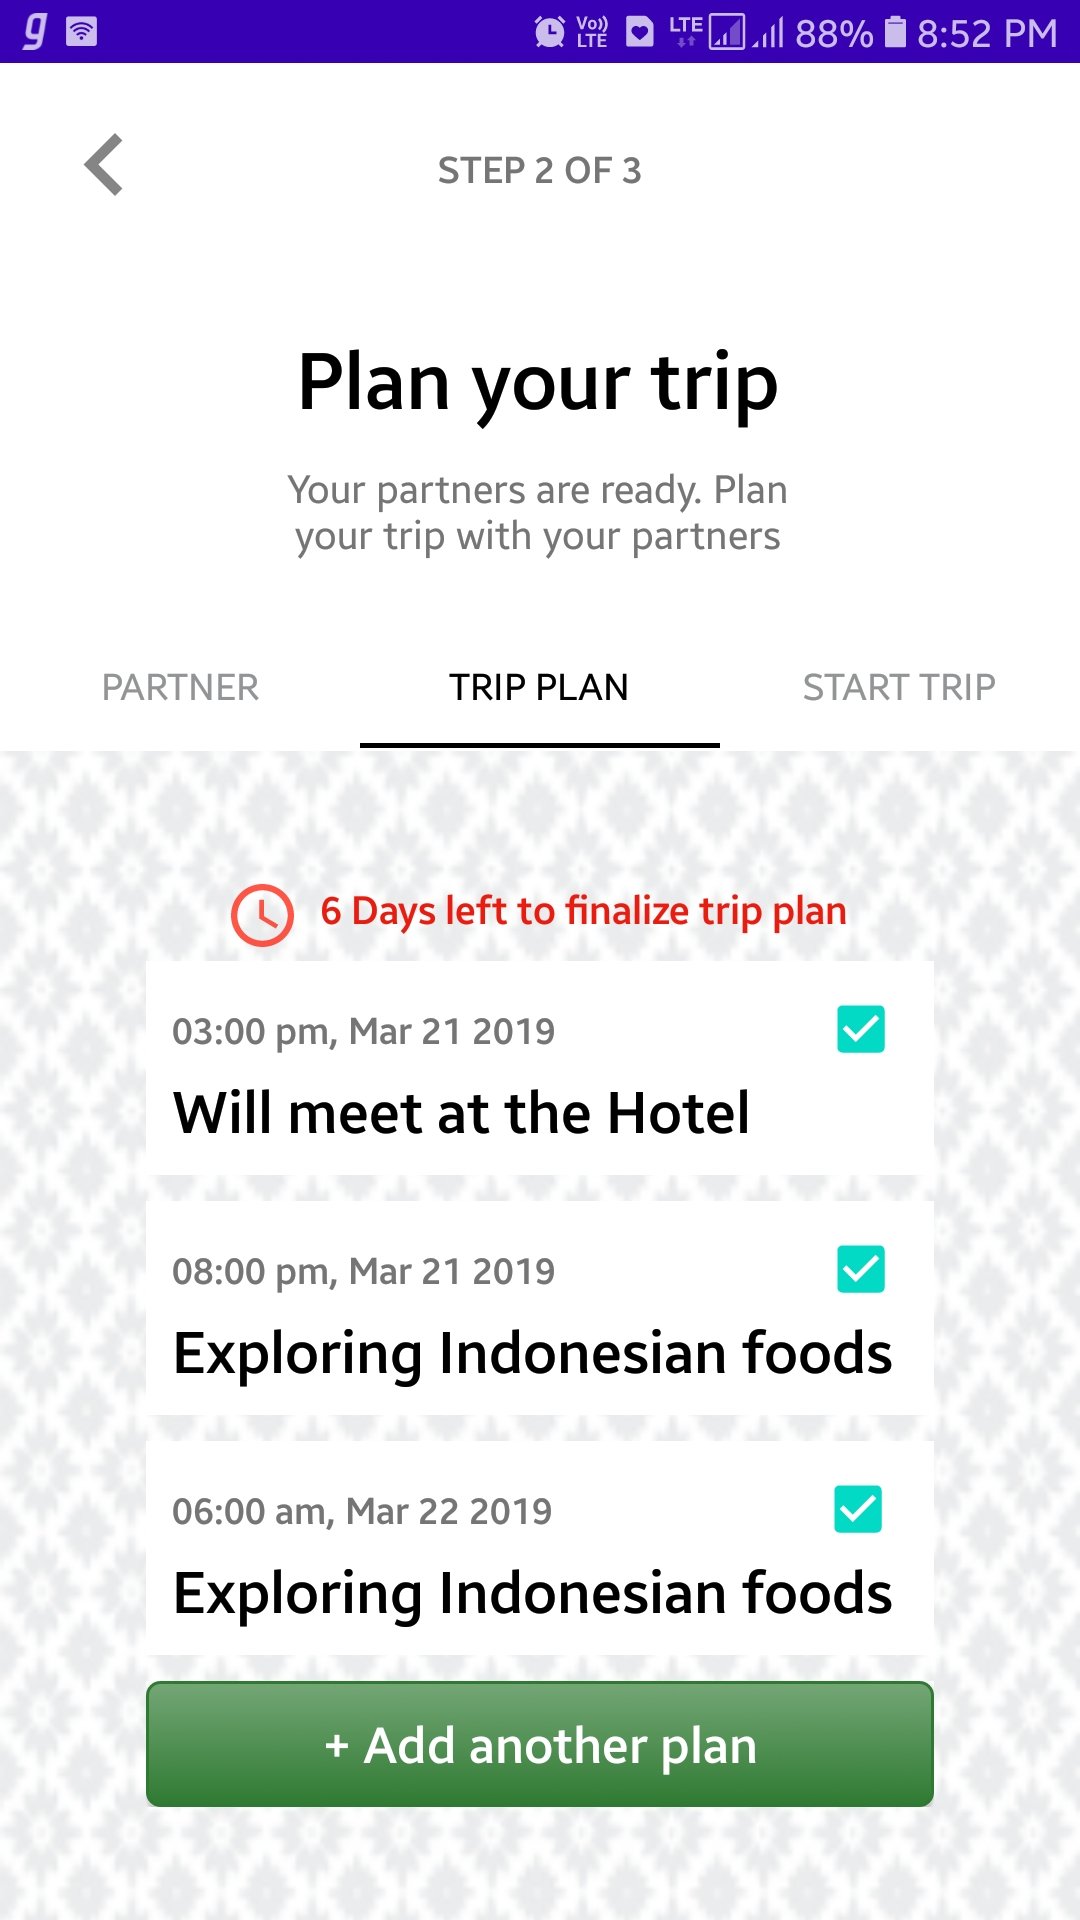 g Vo)) LTE LTE 88% 8:52 PM
STEP 2 OF 3
Plan your trip
Your partners are ready. Plan
your trip with your partners
PARTNER TRIP PLAN START TRIP
6 Days left to finalize trip plan
03:00 pm, Mar 21 2019
Will meet at the Hotel
08:00 pm, Mar 21 2019
Exploring Indonesian foods
06:00 am, Mar 22 2019
Exploring Indonesian foods
+ Add another plan